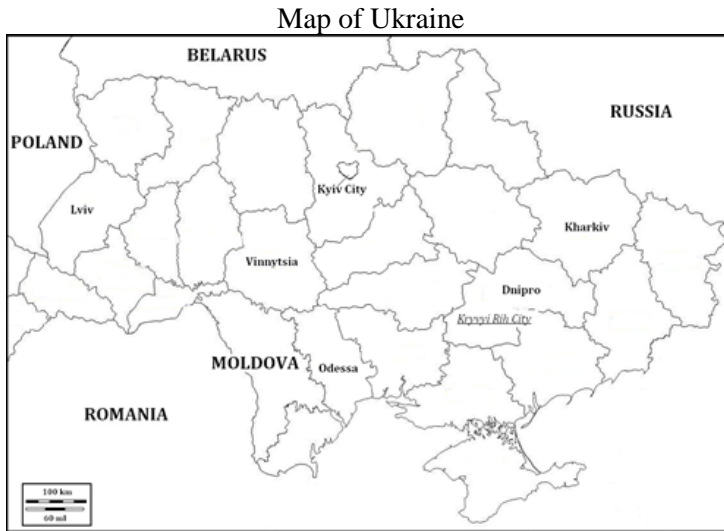 Map of Ukraine
BELARUS
RUSSIA
POLAND
Kyiv City
Lviv
Kharkiv
Vinnytsia
Dnipro
Kryvyi Rih City
MOLDOVA
Odessa
ROMANIA
100 km
60 mi